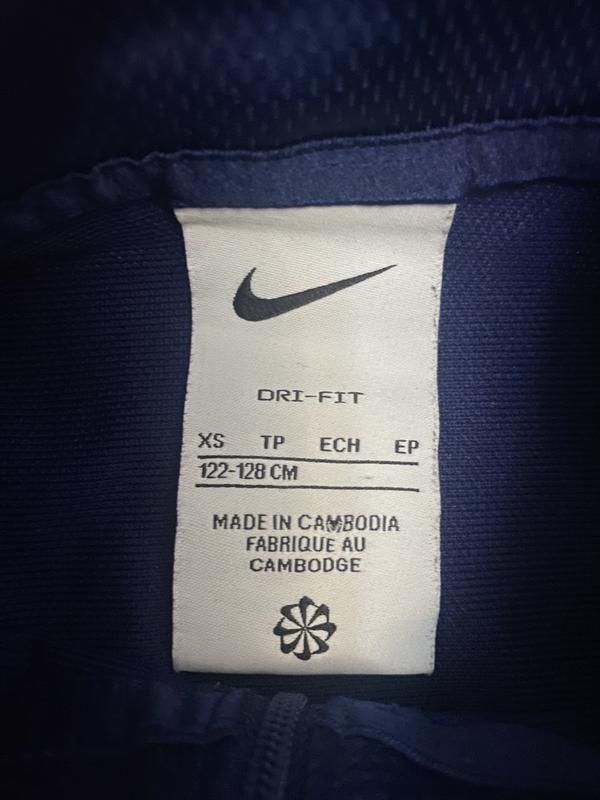 DRI-FIT
XS TP ECH EP
122-128 CM
MADE IN CAMBODIA
FABRIQUE AU
CAMBODGE